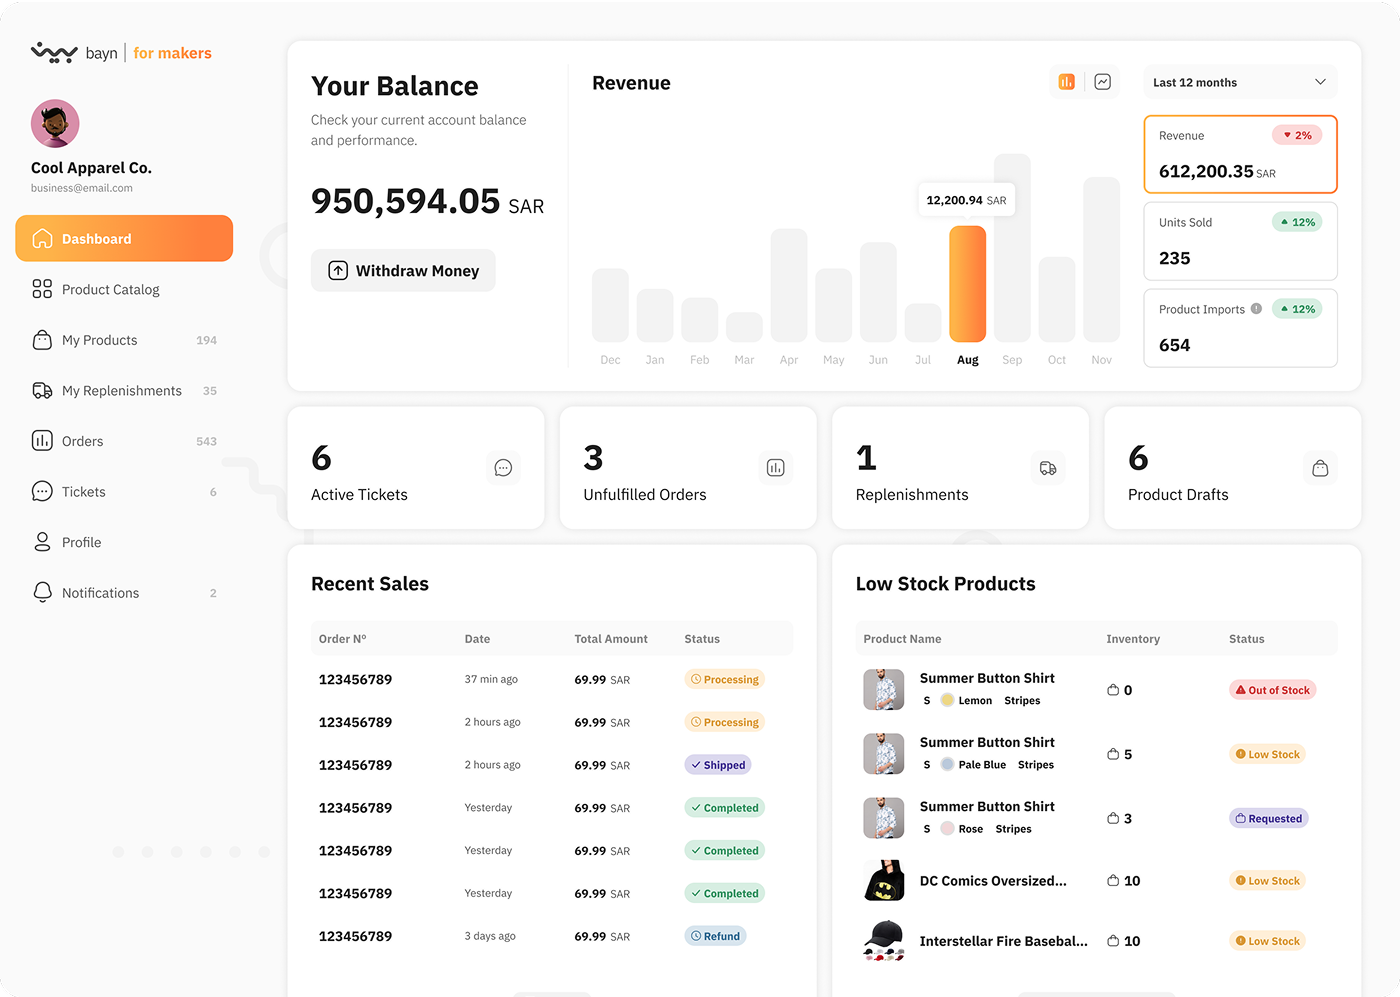 bayn | for makers
Cool Apparel Co.
business@email.com
Dashboard
Product Catalog
My Products 194
My Replenishments 35
Orders 543
Tickets 6
Profile
Notifications 2
Your Balance
Check your current account balance
and performance.
950,594.05 SAR
Withdraw Money
Revenue
Last 12 months
12,200.94 SAR
Dec Jan Feb Mar Apr May Jun Jul Aug Sep Oct Nov
Revenue 2%
612,200.35 SAR
Units Sold 12%
235
Product Imports 12%
654
6
Active Tickets
3
Unfulfilled Orders
1
Replenishments
6
Product Drafts
Recent Sales
Order Nº Date Total Amount Status
123456789 37 min ago 69.99 SAR Processing
123456789 2 hours ago 69.99 SAR Processing
123456789 2 hours ago 69.99 SAR Shipped
123456789 Yesterday 69.99 SAR Completed
123456789 Yesterday 69.99 SAR Completed
123456789 Yesterday 69.99 SAR Completed
123456789 3 days ago 69.99 SAR Refund
Low Stock Products
Product Name Inventory Status
Summer Button Shirt
S Lemon Stripes
0 Out of Stock
Summer Button Shirt
S Pale Blue Stripes
5 Low Stock
Summer Button Shirt
S Rose Stripes
3 Requested
DC Comics Oversized... 10 Low Stock
Interstellar Fire Basebal... 10 Low Stock